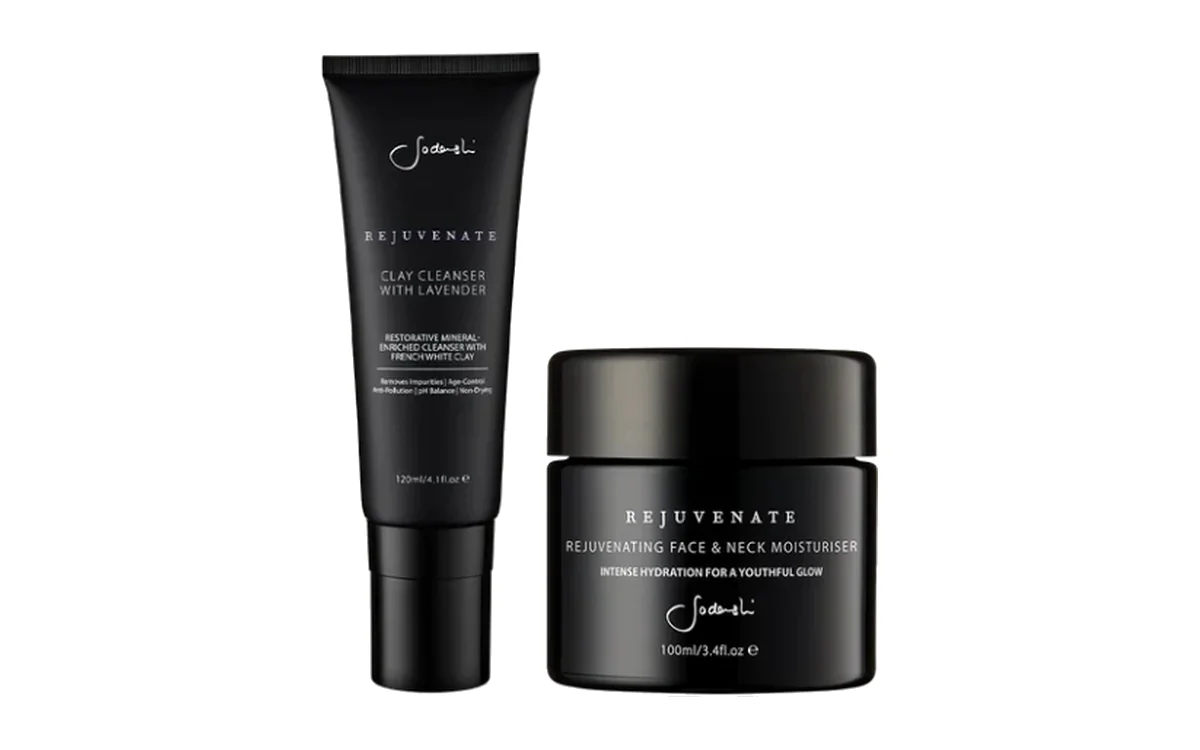 Sodashi
REJUVENATE
CLAY CLEANSER
WITH LAVENDER
RESTORATIVE MINERAL-
ENRICHED CLEANSER WITH
FRENCH WHITE CLAY
Removes Impurities | Age-Control
Anti-Pollution | pH Balance | Non-Drying
120ml/4.1fl.oz ℮
REJUVENATE
REJUVENATING FACE & NECK MOISTURISER
INTENSE HYDRATION FOR A YOUTHFUL GLOW
Sodashi
100ml/3.4fl.oz ℮